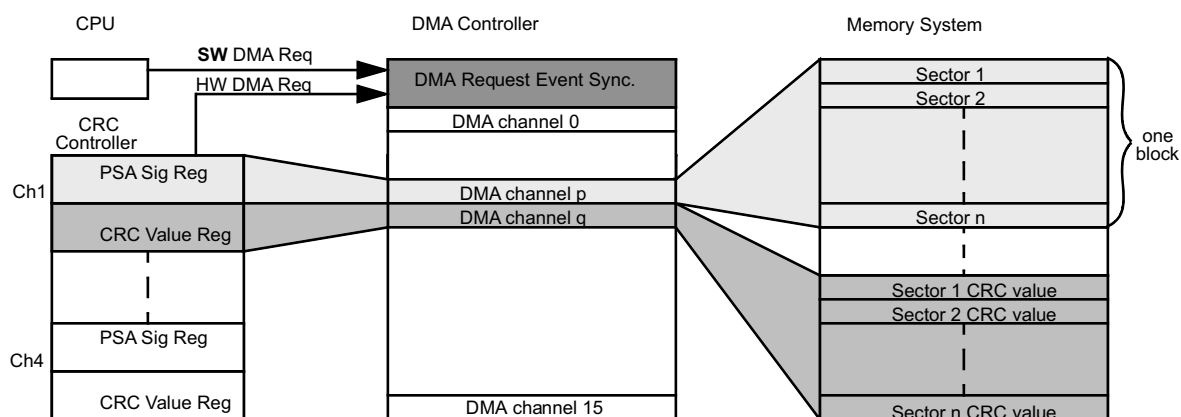 CPU
DMA Controller
Memory System
SW DMA Req
HW DMA Req
DMA Request Event Sync.
Sector 1
Sector 2
DMA channel 0
CRC
Controller
one
block
PSA Sig Reg
Ch1
DMA channel p
Sector n
DMA channel q
CRC Value Reg
Sector 1 CRC value
Sector 2 CRC value
PSA Sig Reg
Ch4
CRC Value Reg
DMA channel 15
Sector n CRC value